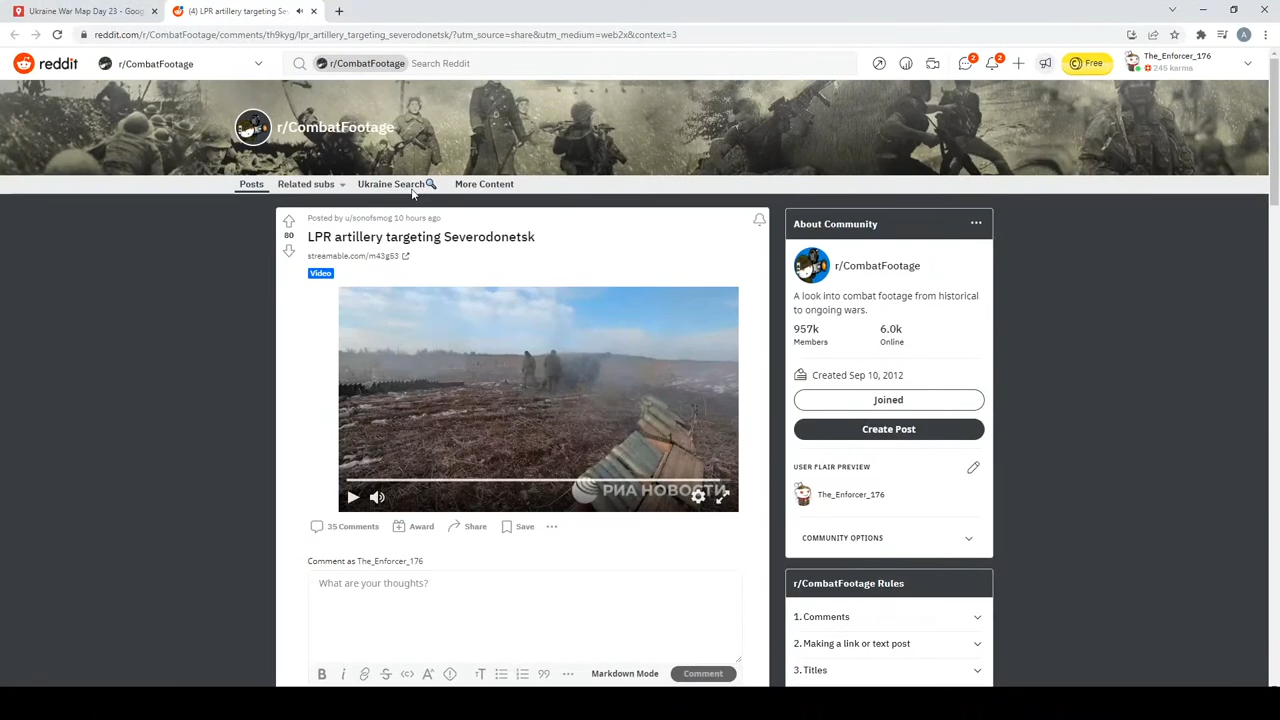 Ukraine War Map Day 23 - Goog
(4) LPR artillery targeting Seve
reddit.com/r/CombatFootage/comments/th9kyg/lpr_artillery_targeting_severodonetsk/?utm_source=share&utm_medium=web2x&context=3
A
reddit
r/CombatFootage
r/CombatFootage Search Reddit
2
2
Free
The_Enforcer_176
245 karma
r/CombatFootage
Posts Related subs Ukraine Search More Content
Posted by u/sonofsmog 10 hours ago
80
LPR artillery targeting Severodonetsk
streamable.com/m43g53
Video
РИА НОВОСТИ
35 Comments Award Share Save
Comment as The_Enforcer_176
What are your thoughts?
Markdown Mode Comment
About Community
r/CombatFootage
A look into combat footage from historical
to ongoing wars.
957k 6.0k
Members Online
Created Sep 10, 2012
Joined
Create Post
USER FLAIR PREVIEW
The_Enforcer_176
COMMUNITY OPTIONS
r/CombatFootage Rules
1. Comments
2. Making a link or text post
3. Titles